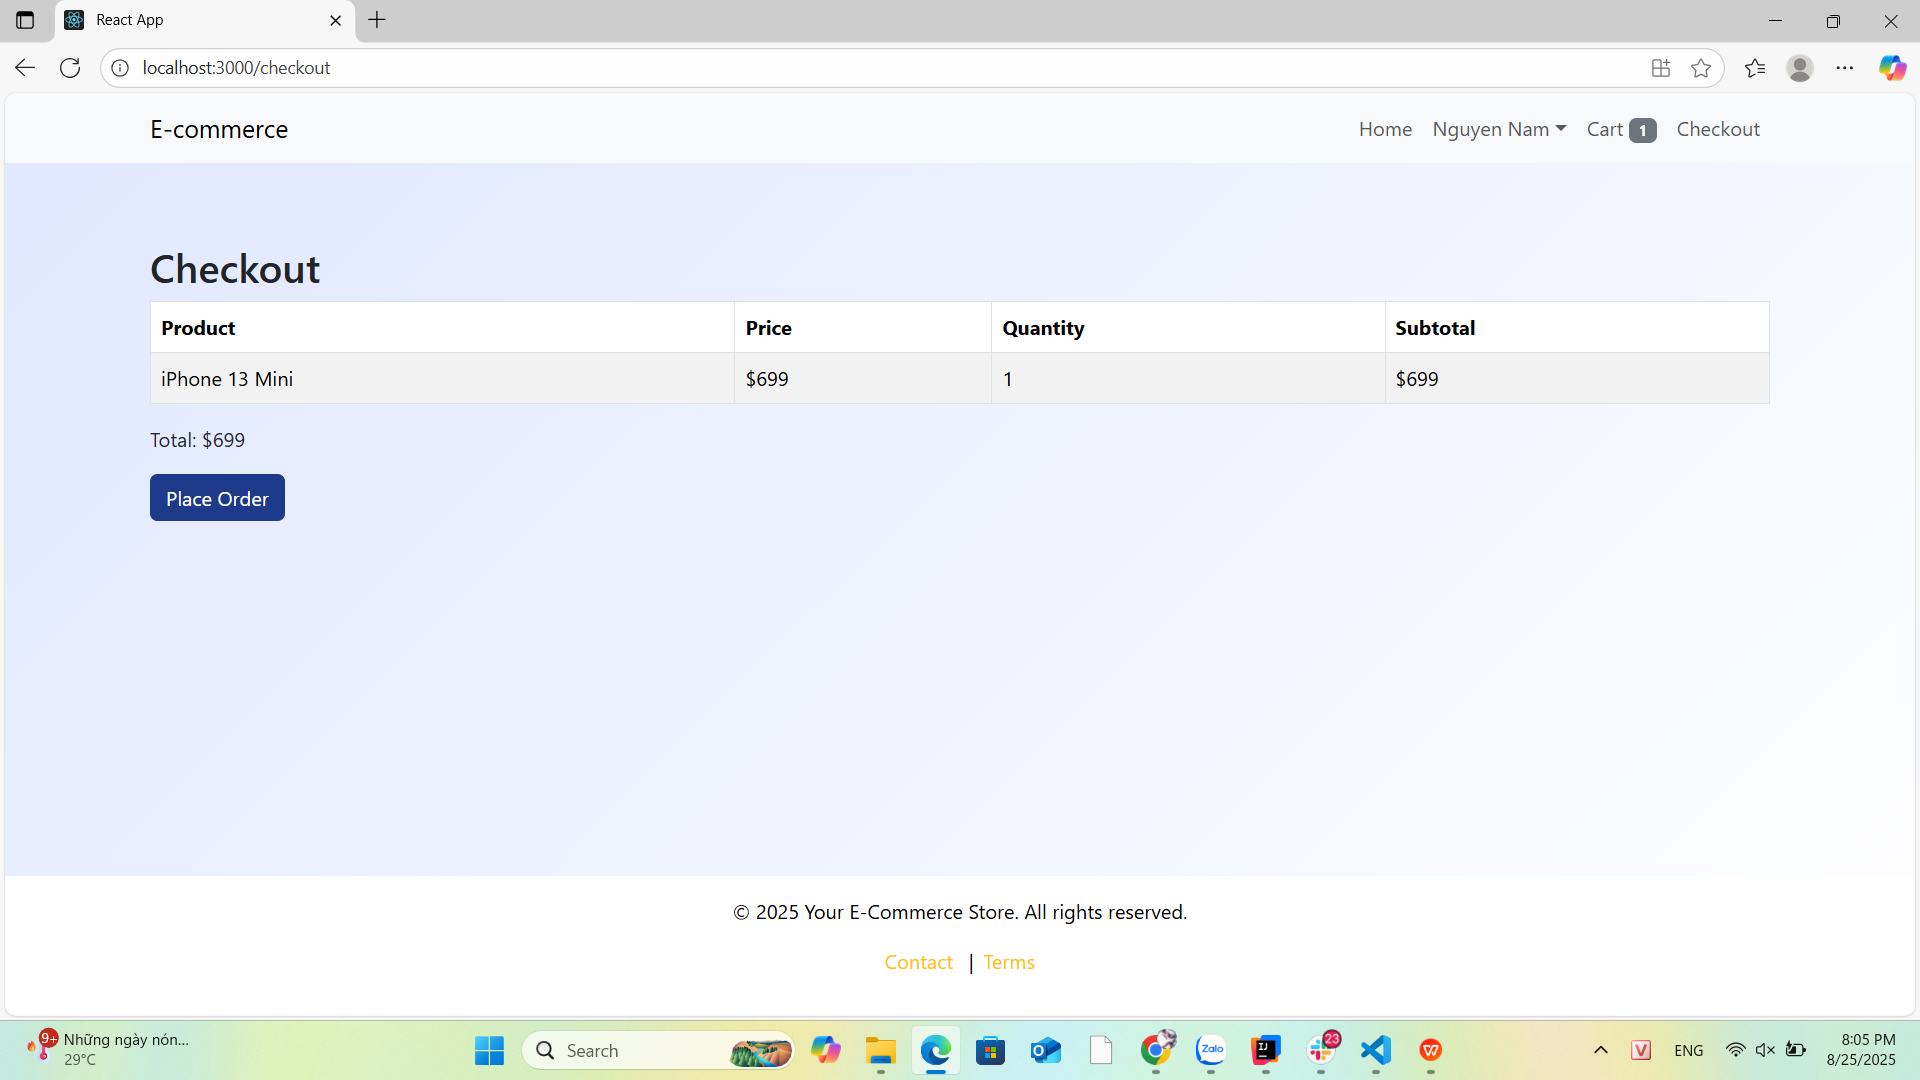 React App
localhost:3000/checkout
E-commerce
Home Nguyen Nam Cart 1 Checkout
Checkout
Product Price Quantity Subtotal
iPhone 13 Mini $699 1 $699
Total: $699
Place Order
© 2025 Your E-Commerce Store. All rights reserved.
Contact | Terms
9+ Những ngày nón...
29°C
Search
Zalo
23
ENG
8:05 PM
8/25/2025